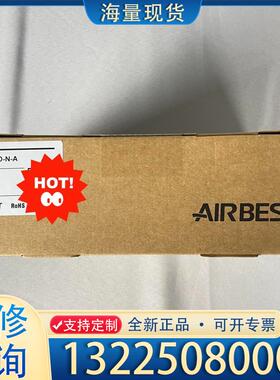 海量现货
D-N-A
HOT!
T RoHS
AIRBES
支持定制 全新正品 可开专票
修
询
13225080000